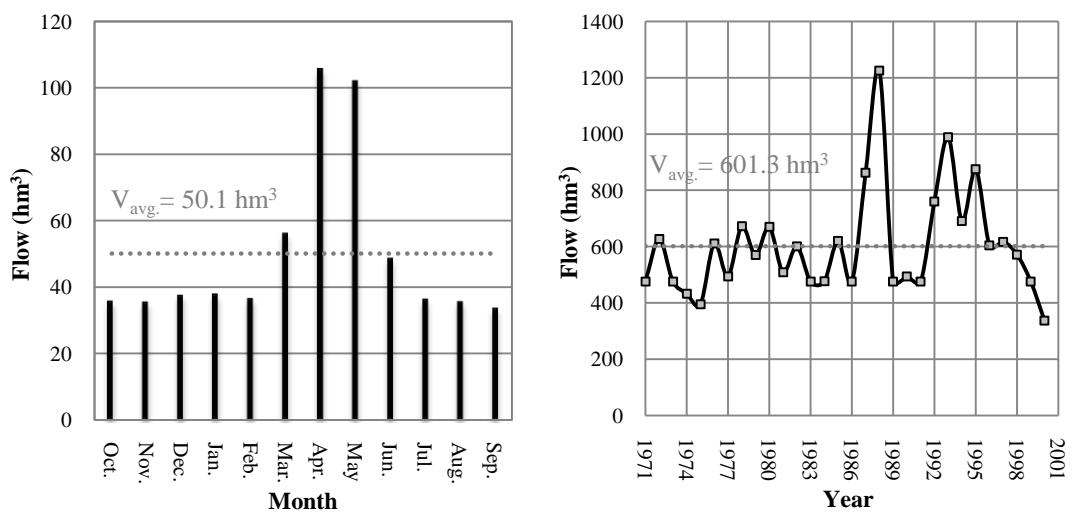 120
100
80
60
40
20
0
Flow (hm³)
V_avg.= 50.1 hm³
Oct.
Nov.
Dec.
Jan.
Feb.
Mar.
Apr.
May
Jun.
Jul.
Aug.
Sep.
Month
1400
1200
1000
800
600
400
200
0
Flow (hm³)
V_avg.= 601.3 hm³
1971
1974
1977
1980
1983
1986
1989
1992
1995
1998
2001
Year